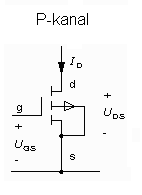 P-kanal
I_D
d
g
+
U_DS
+
U_GS
-
-
s